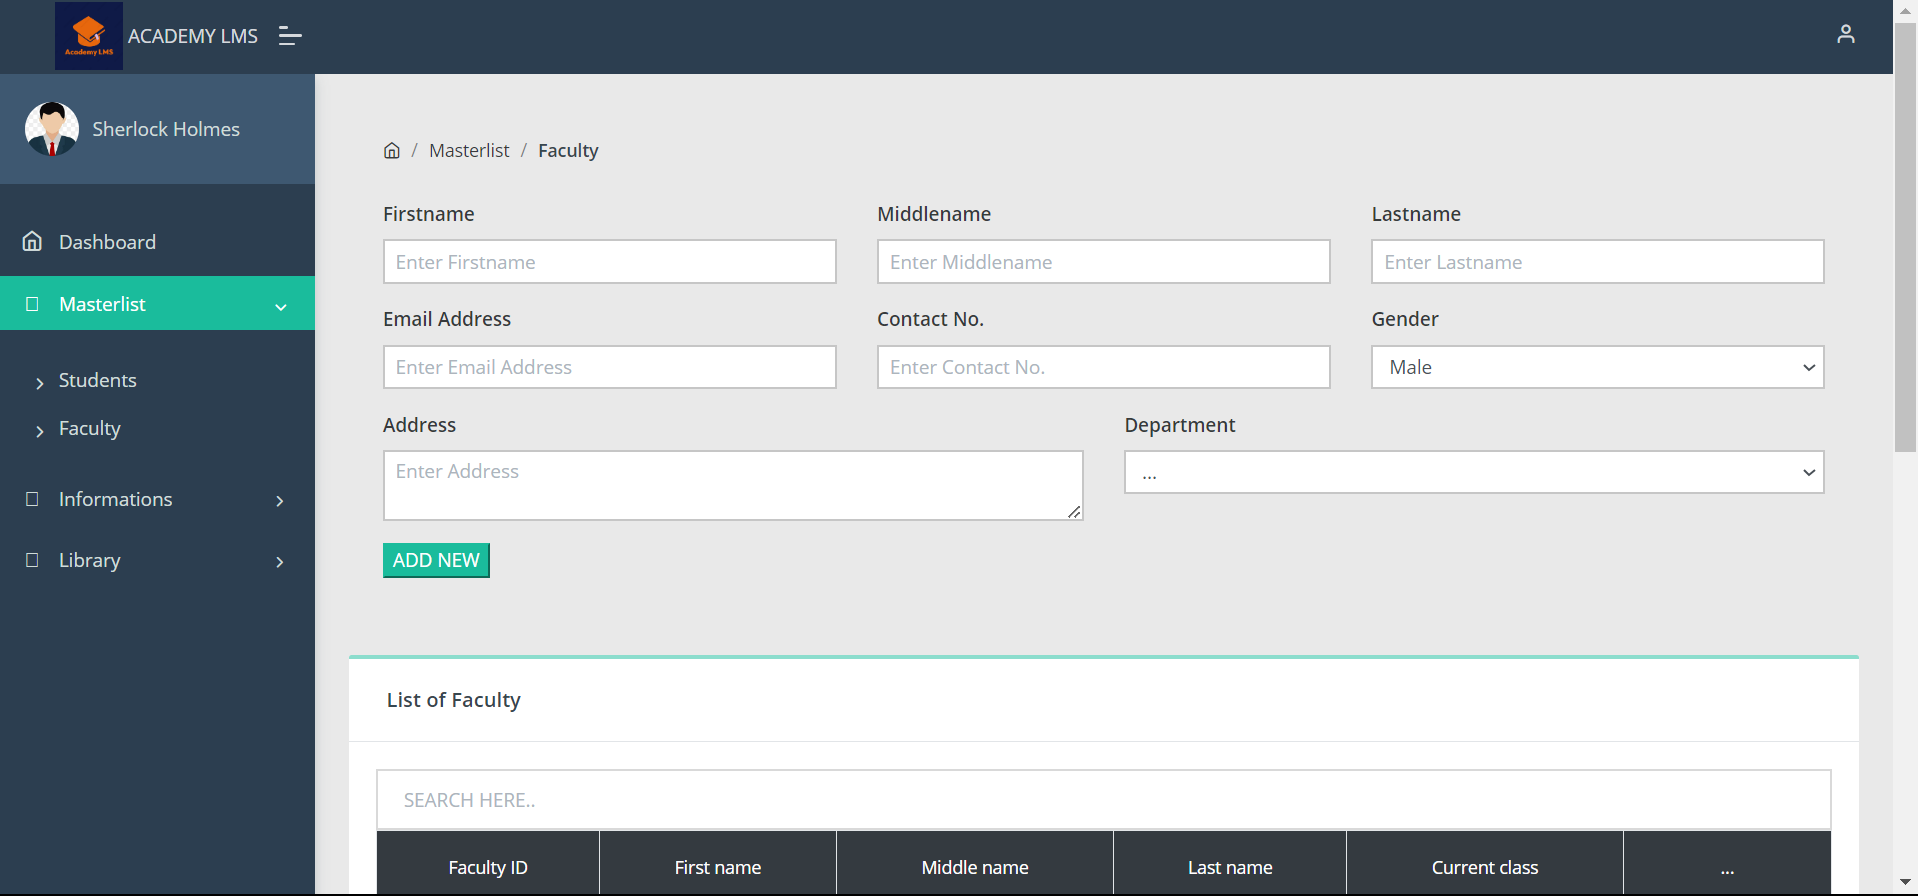 Academy LMS
ACADEMY LMS
Sherlock Holmes
Dashboard
Masterlist
Students
Faculty
Informations
Library
/ Masterlist / Faculty
Firstname Middlename Lastname
Enter Firstname Enter Middlename Enter Lastname
Email Address Contact No. Gender
Enter Email Address Enter Contact No. Male
Address Department
Enter Address ...
ADD NEW
List of Faculty
SEARCH HERE..
Faculty ID First name Middle name Last name Current class ...